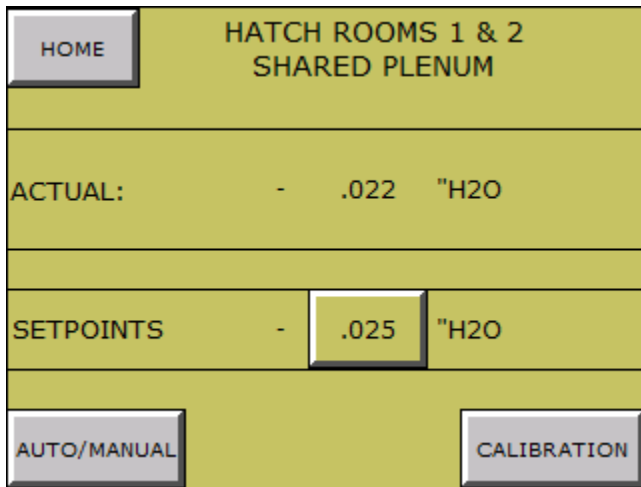 HOME
HATCH ROOMS 1 & 2
SHARED PLENUM
ACTUAL: - .022 "H2O
SETPOINTS - .025 "H2O
AUTO/MANUAL
CALIBRATION